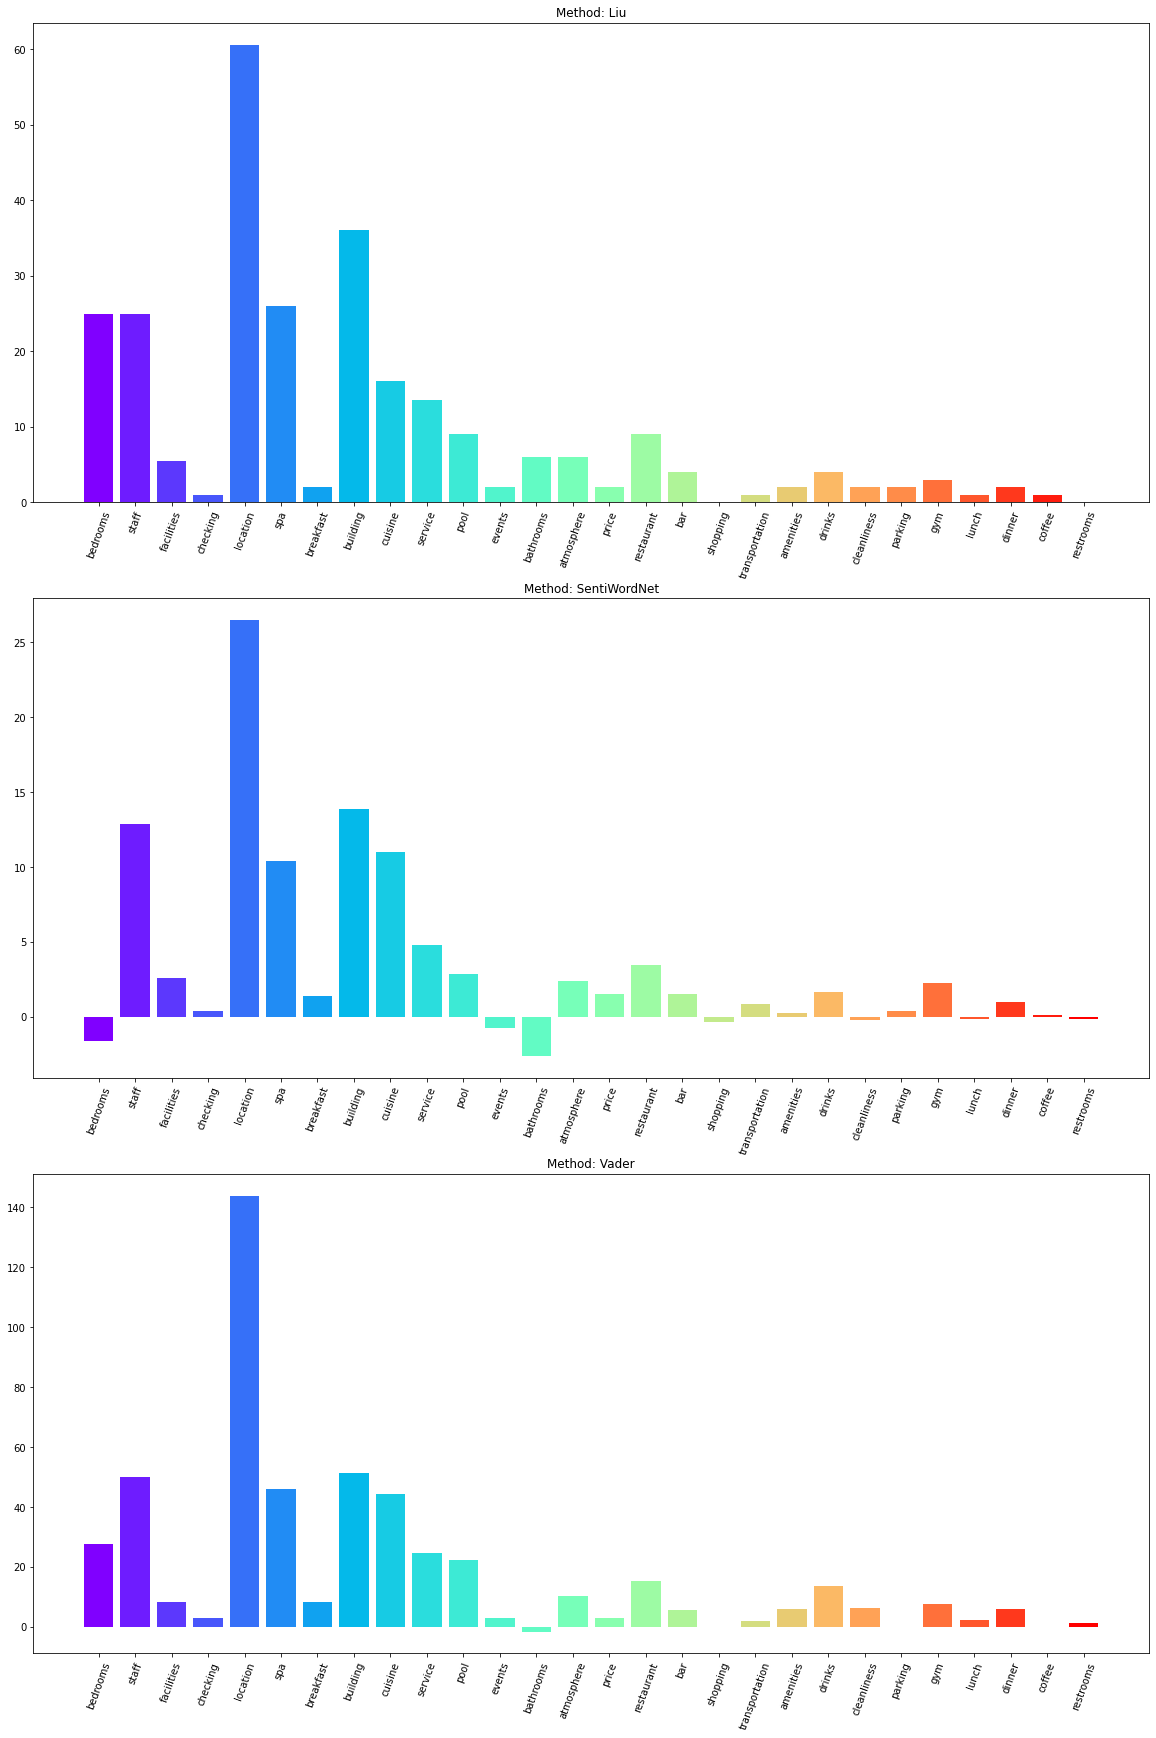 Method: Liu
60
50
40
30
20
10
0
bedrooms
staff
facilities
checking
location
spa
breakfast
building
cuisine
service
pool
events
bathrooms
atmosphere
price
restaurant
bar
shopping
transportation
amenities
drinks
cleanliness
parking
gym
lunch
dinner
coffee
restrooms
Method: SentiWordNet
25
20
15
10
5
0
bedrooms
staff
facilities
checking
location
spa
breakfast
building
cuisine
service
pool
events
bathrooms
atmosphere
price
restaurant
bar
shopping
transportation
amenities
drinks
cleanliness
parking
gym
lunch
dinner
coffee
restrooms
Method: Vader
140
120
100
80
60
40
20
0
bedrooms
staff
facilities
checking
location
spa
breakfast
building
cuisine
service
pool
events
bathrooms
atmosphere
price
restaurant
bar
shopping
transportation
amenities
drinks
cleanliness
parking
gym
lunch
dinner
coffee
restrooms